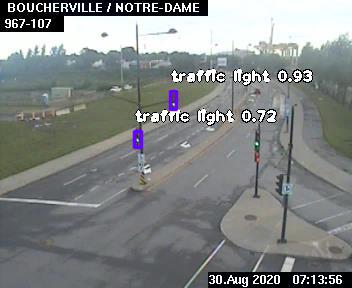 BOUCHERVILLE / NOTRE-DAME
967-107
traffic light 0.93
traffic light 0.72
30.Aug 2020 07:13:56